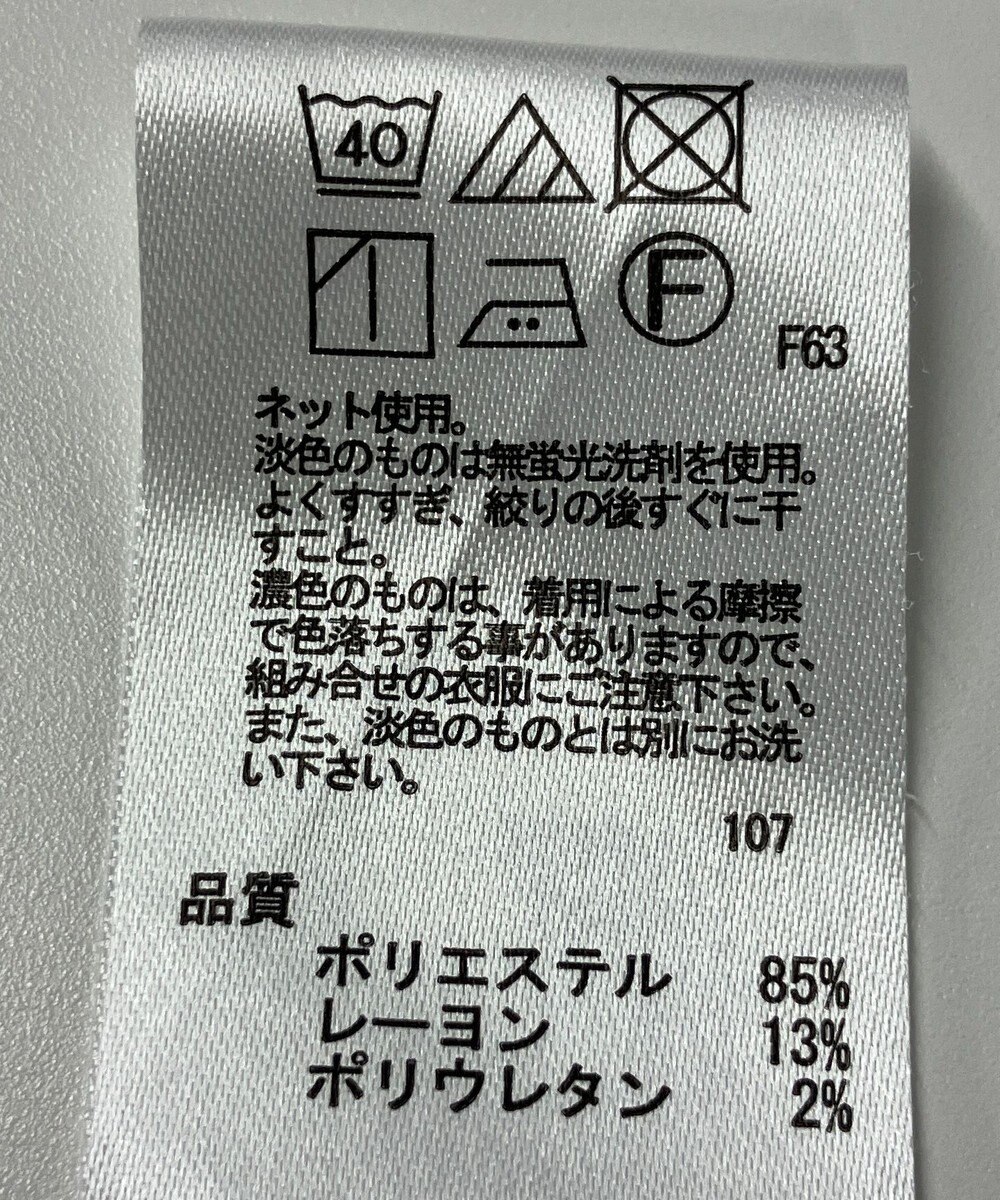 40
F
F63
ネット使用。
淡色のものは無蛍光洗剤を使用。
よくすすぎ、絞りの後すぐに干
すこと。
濃色のものは、着用による摩擦
で色落ちする事がありますので、
組み合せの衣服にご注意下さい。
また、淡色のものとは別にお洗
い下さい。
107
品質
ポリエステル 85%
レーヨン 13%
ポリウレタン 2%